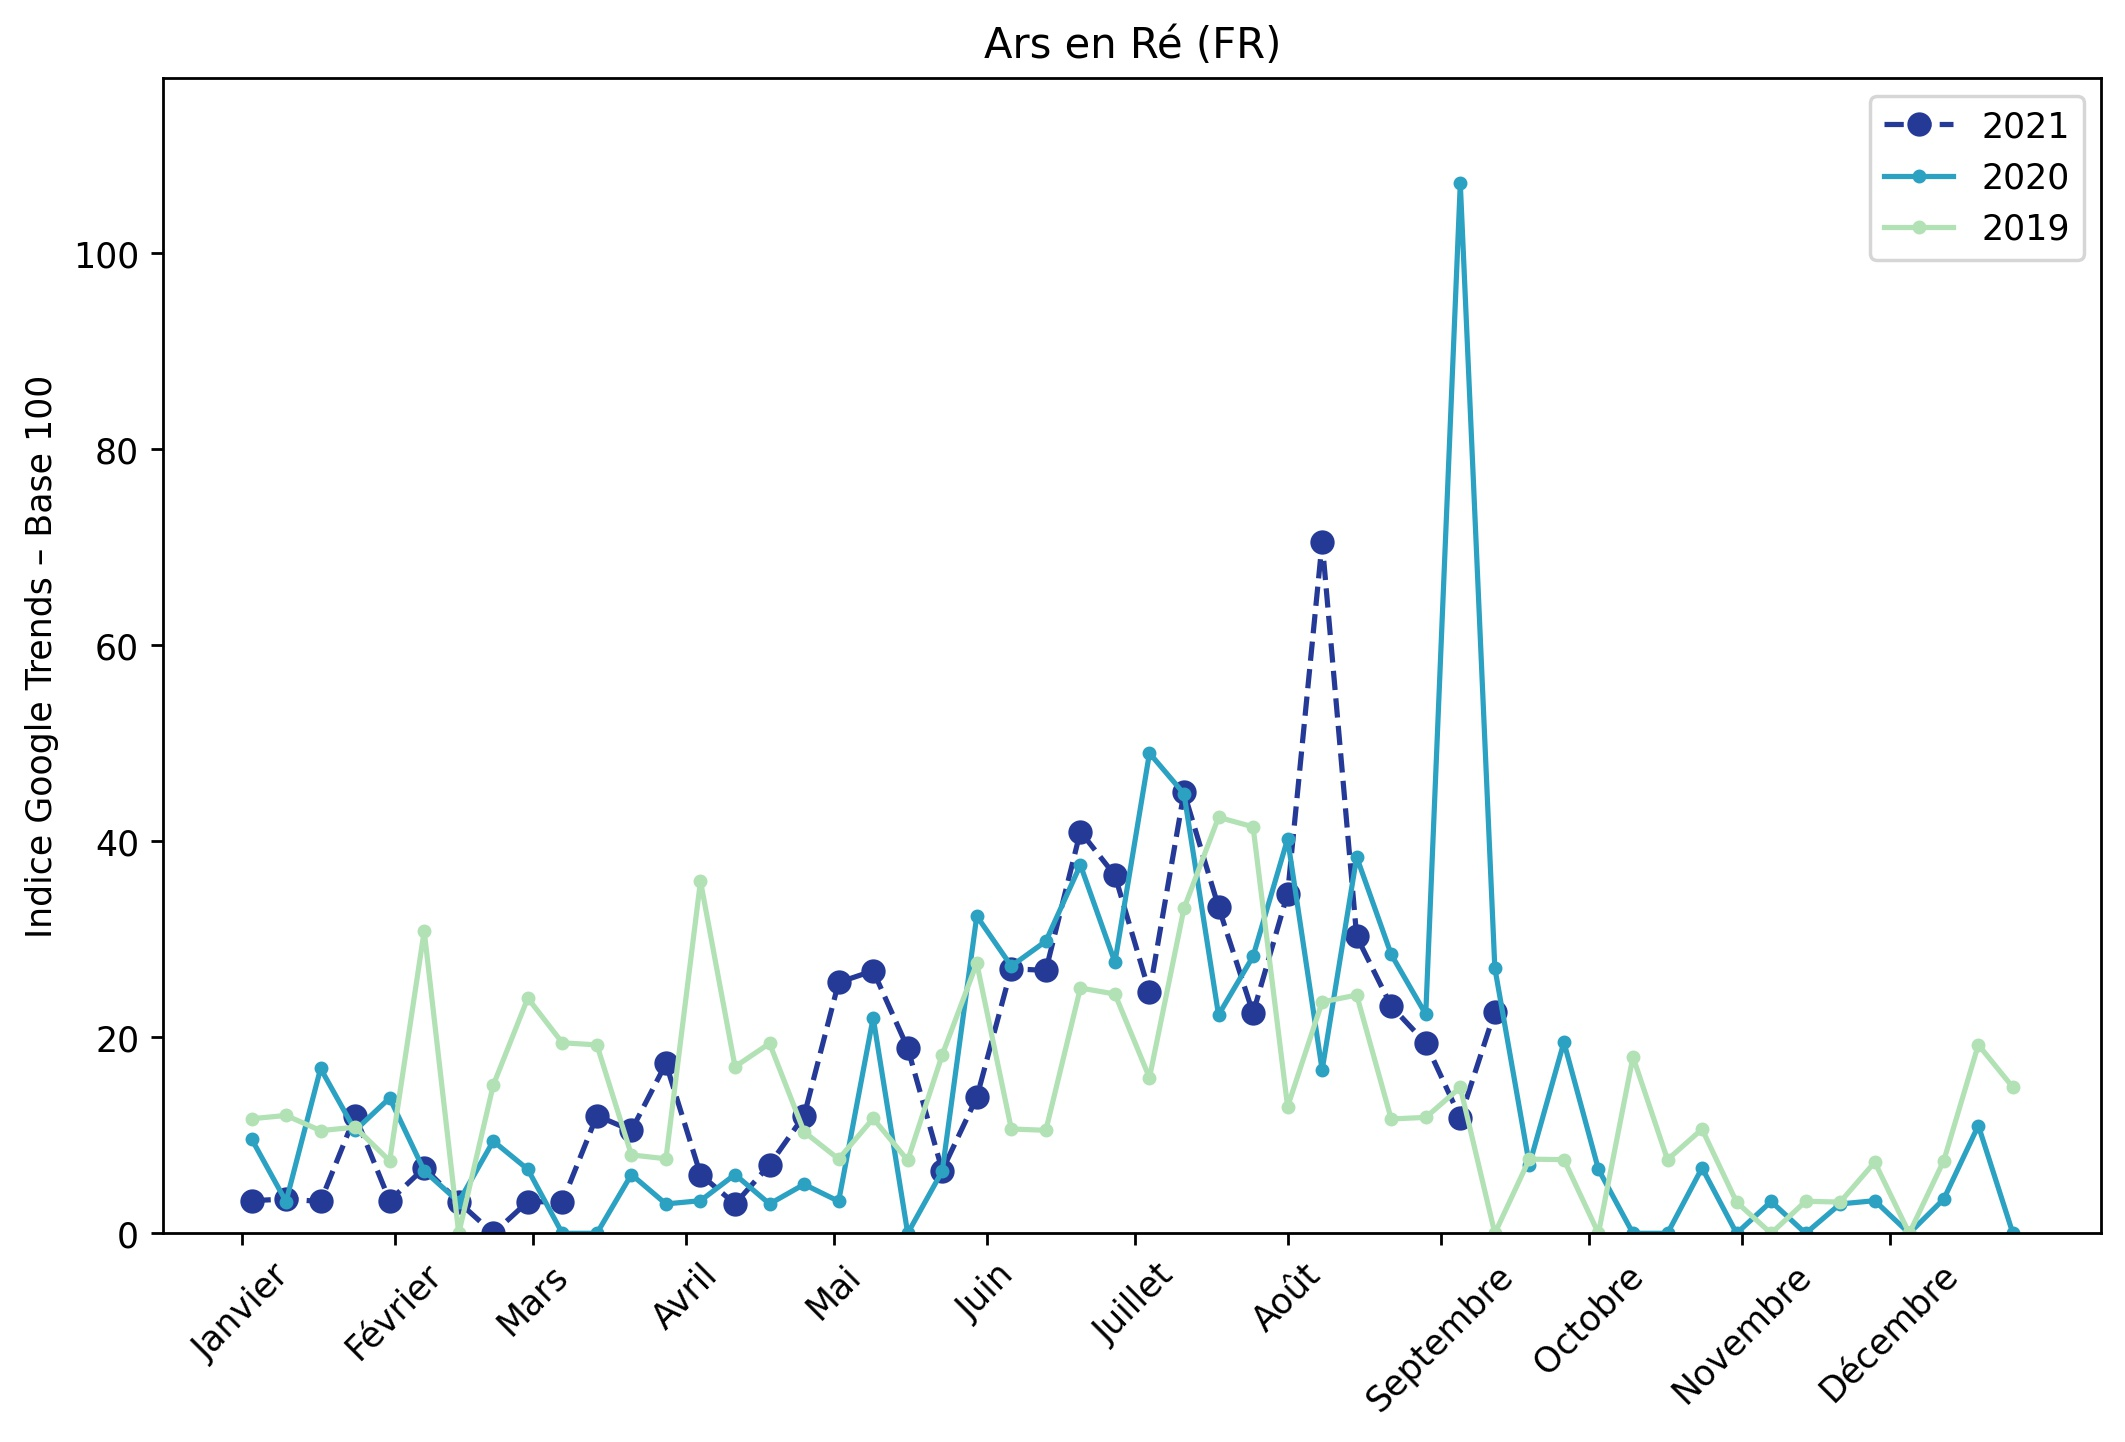 Ars en Ré (FR)
2021
2020
2019
Indice Google Trends – Base 100
100
80
60
40
20
0
Janvier
Février
Mars
Avril
Mai
Juin
Juillet
Août
Septembre
Octobre
Novembre
Décembre